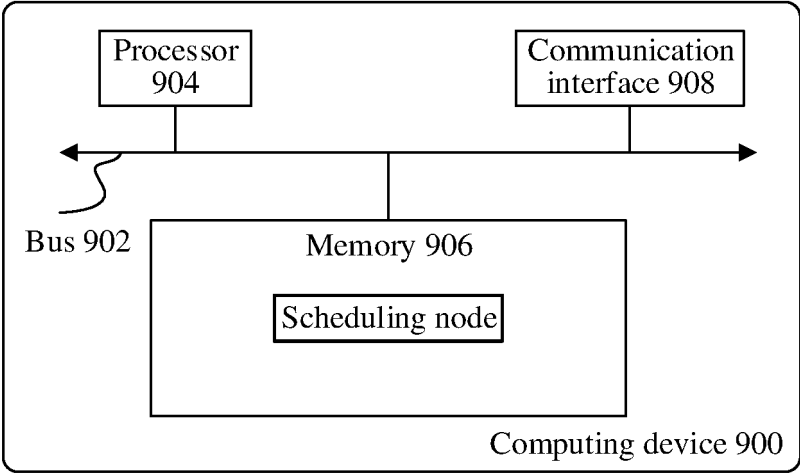 Processor
904
Communication
interface 908
Bus 902
Memory 906
Scheduling node
Computing device 900